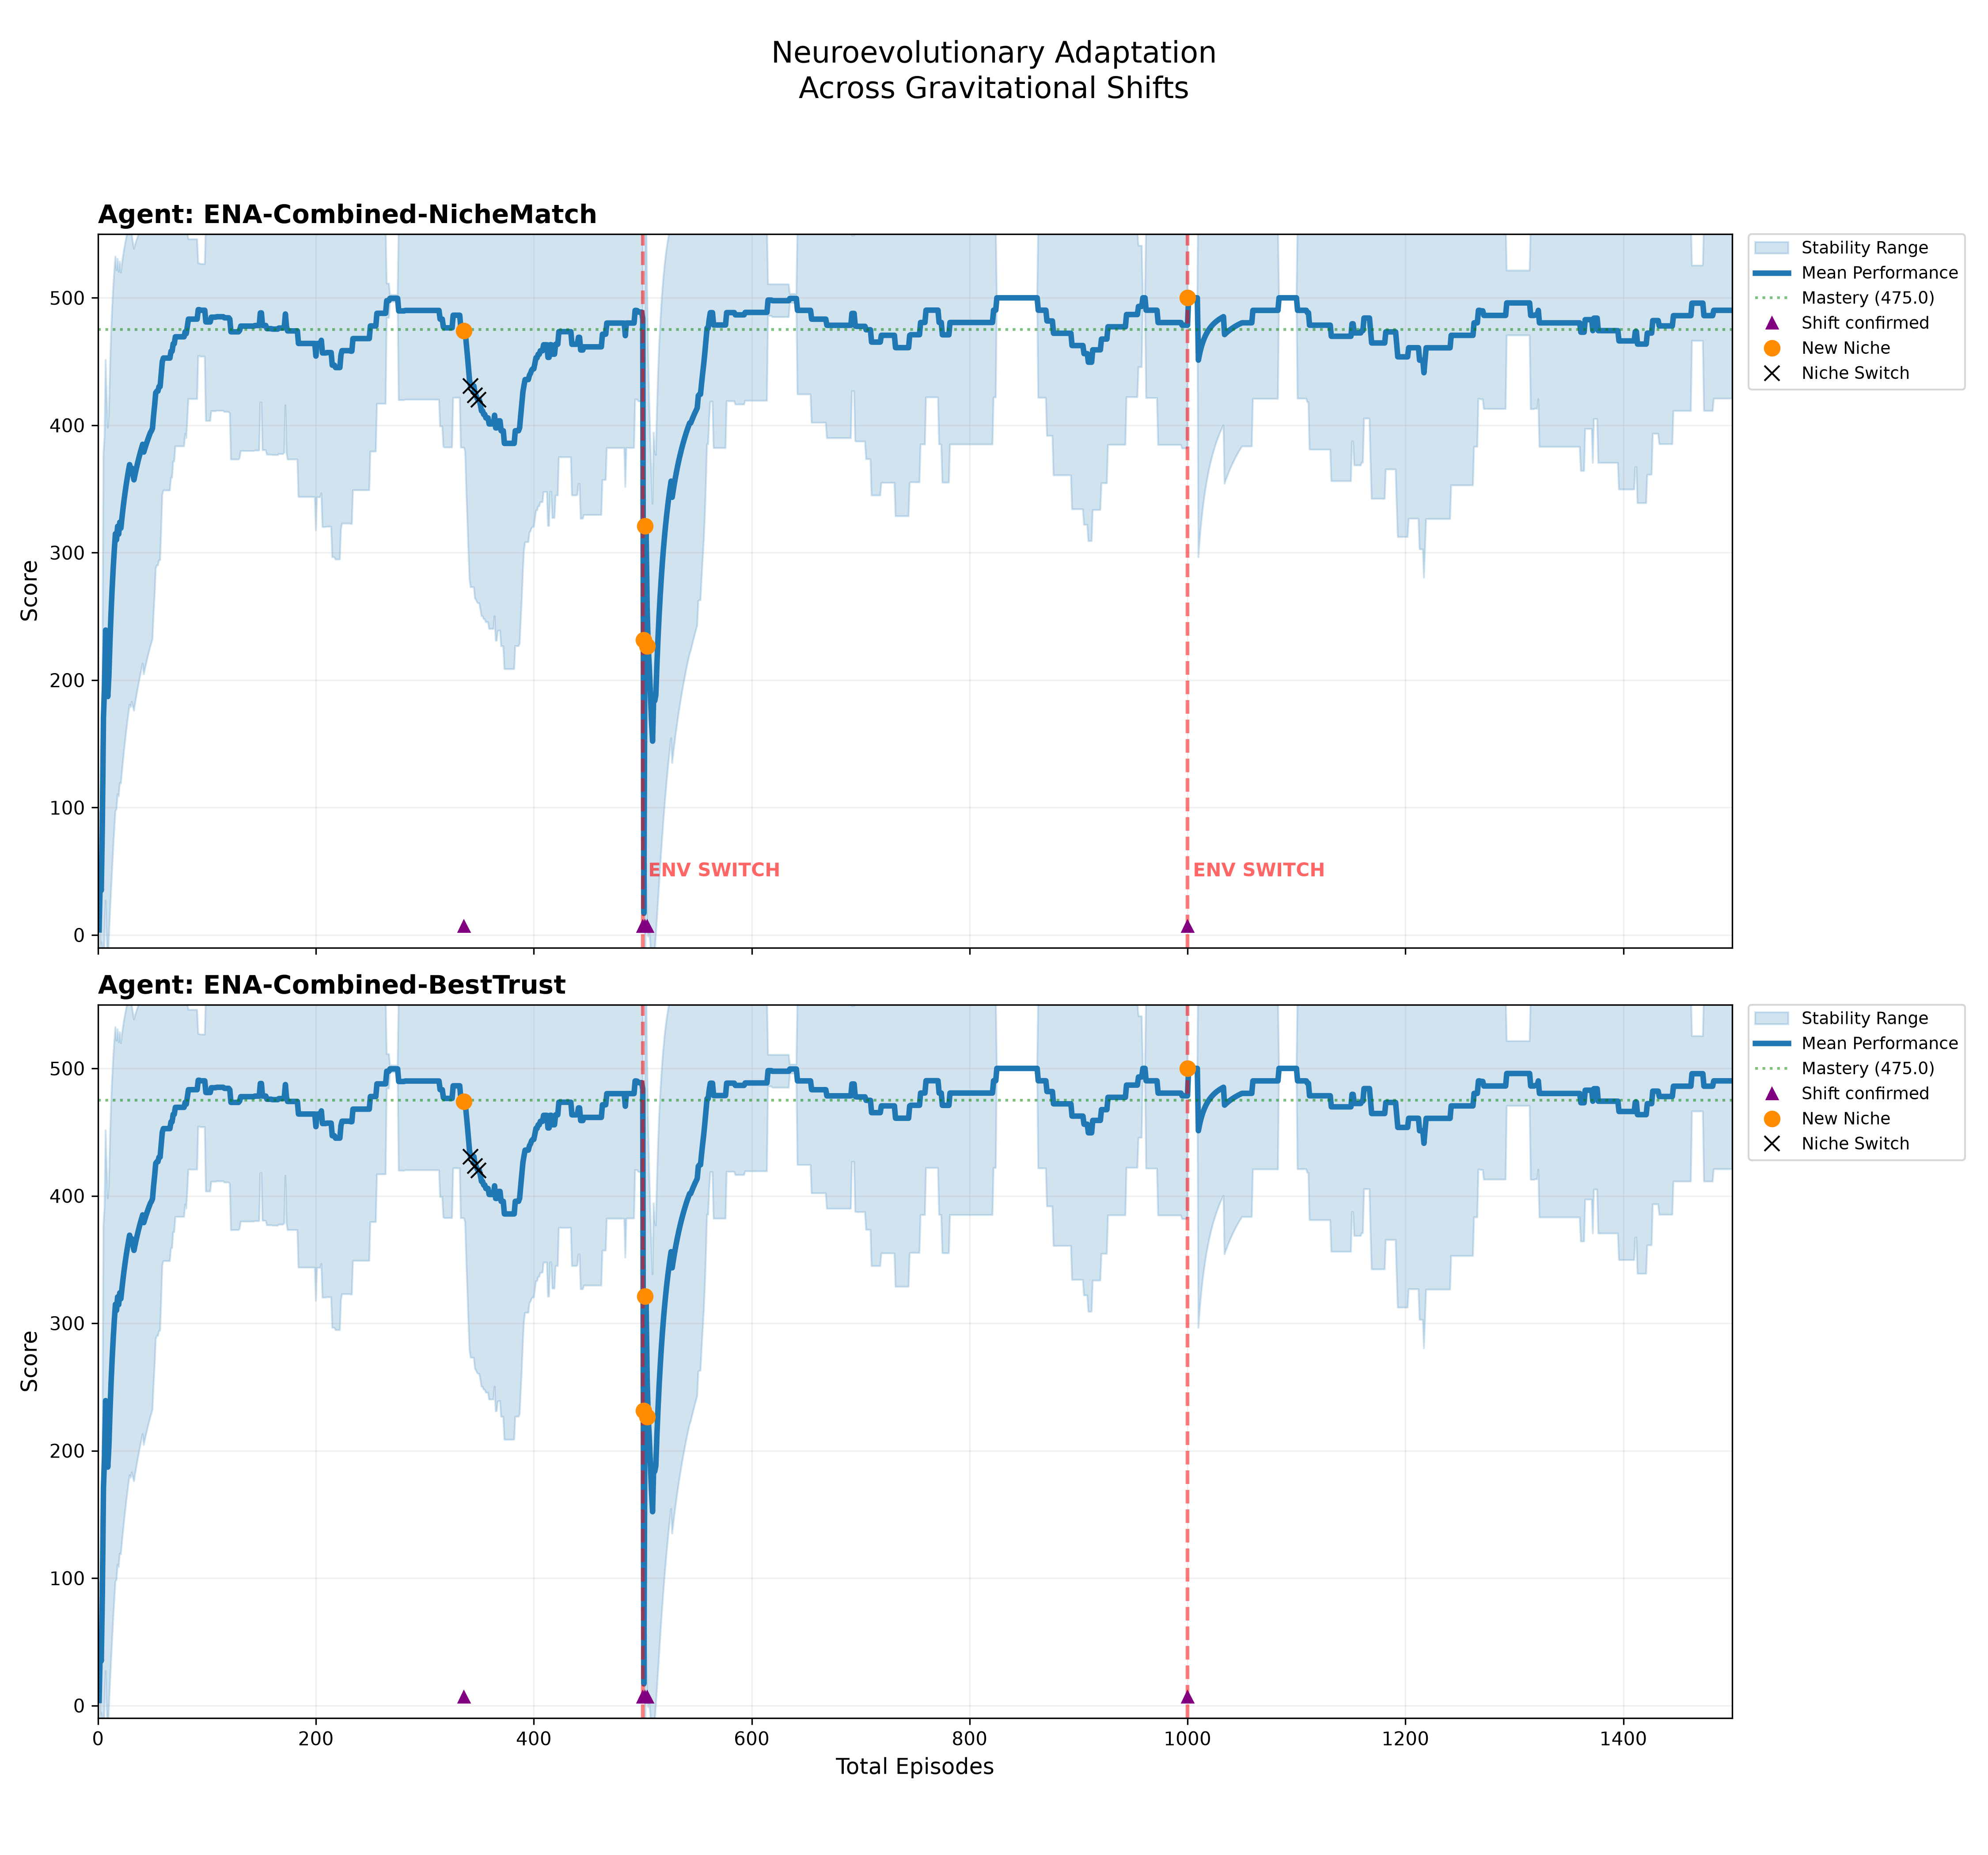 Neuroevolutionary Adaptation
Across Gravitational Shifts
Agent: ENA-Combined-NicheMatch
Stability Range
Mean Performance
Mastery (475.0)
Shift confirmed
New Niche
Niche Switch
500
400
300
200
100
0
Score
ENV SWITCH
ENV SWITCH
Agent: ENA-Combined-BestTrust
Stability Range
Mean Performance
Mastery (475.0)
Shift confirmed
New Niche
Niche Switch
500
400
300
200
100
0
Score
0 200 400 600 800 1000 1200 1400
Total Episodes